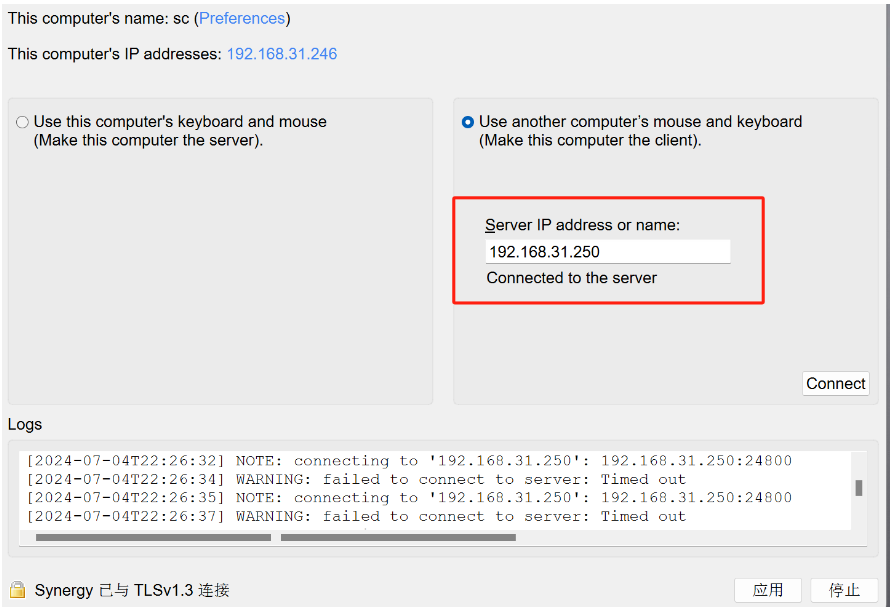 This computer's name: sc (Preferences)
This computer's IP addresses: 192.168.31.246
Use this computer's keyboard and mouse
(Make this computer the server).
Use another computer's mouse and keyboard
(Make this computer the client).
Server IP address or name:
192.168.31.250
Connected to the server
Connect
Logs
[2024-07-04T22:26:32] NOTE: connecting to '192.168.31.250': 192.168.31.250:24800
[2024-07-04T22:26:34] WARNING: failed to connect to server: Timed out
[2024-07-04T22:26:35] NOTE: connecting to '192.168.31.250': 192.168.31.250:24800
[2024-07-04T22:26:37] WARNING: failed to connect to server: Timed out
Synergy 已与 TLSv1.3 连接
应用
停止